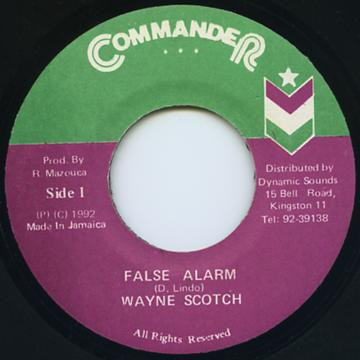 COMMANDER
Prod. By
R. Mazouca
Side 1
(P) (C) 1992
Made In Jamaica
Distributed by
Dynamic Sounds
15 Bell Road,
Kingston 11
Tel: 92-39138
FALSE ALARM
(D. Lindo)
WAYNE SCOTCH
All Rights Reserved